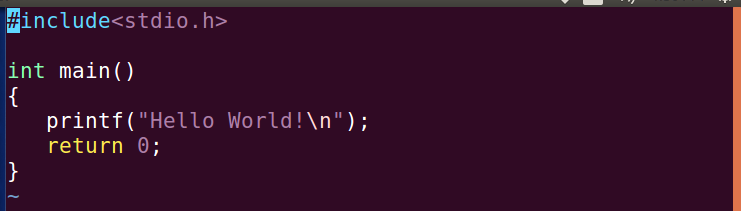 #include<stdio.h>

int main()
{
   printf("Hello World!\n");
   return 0;
}
~